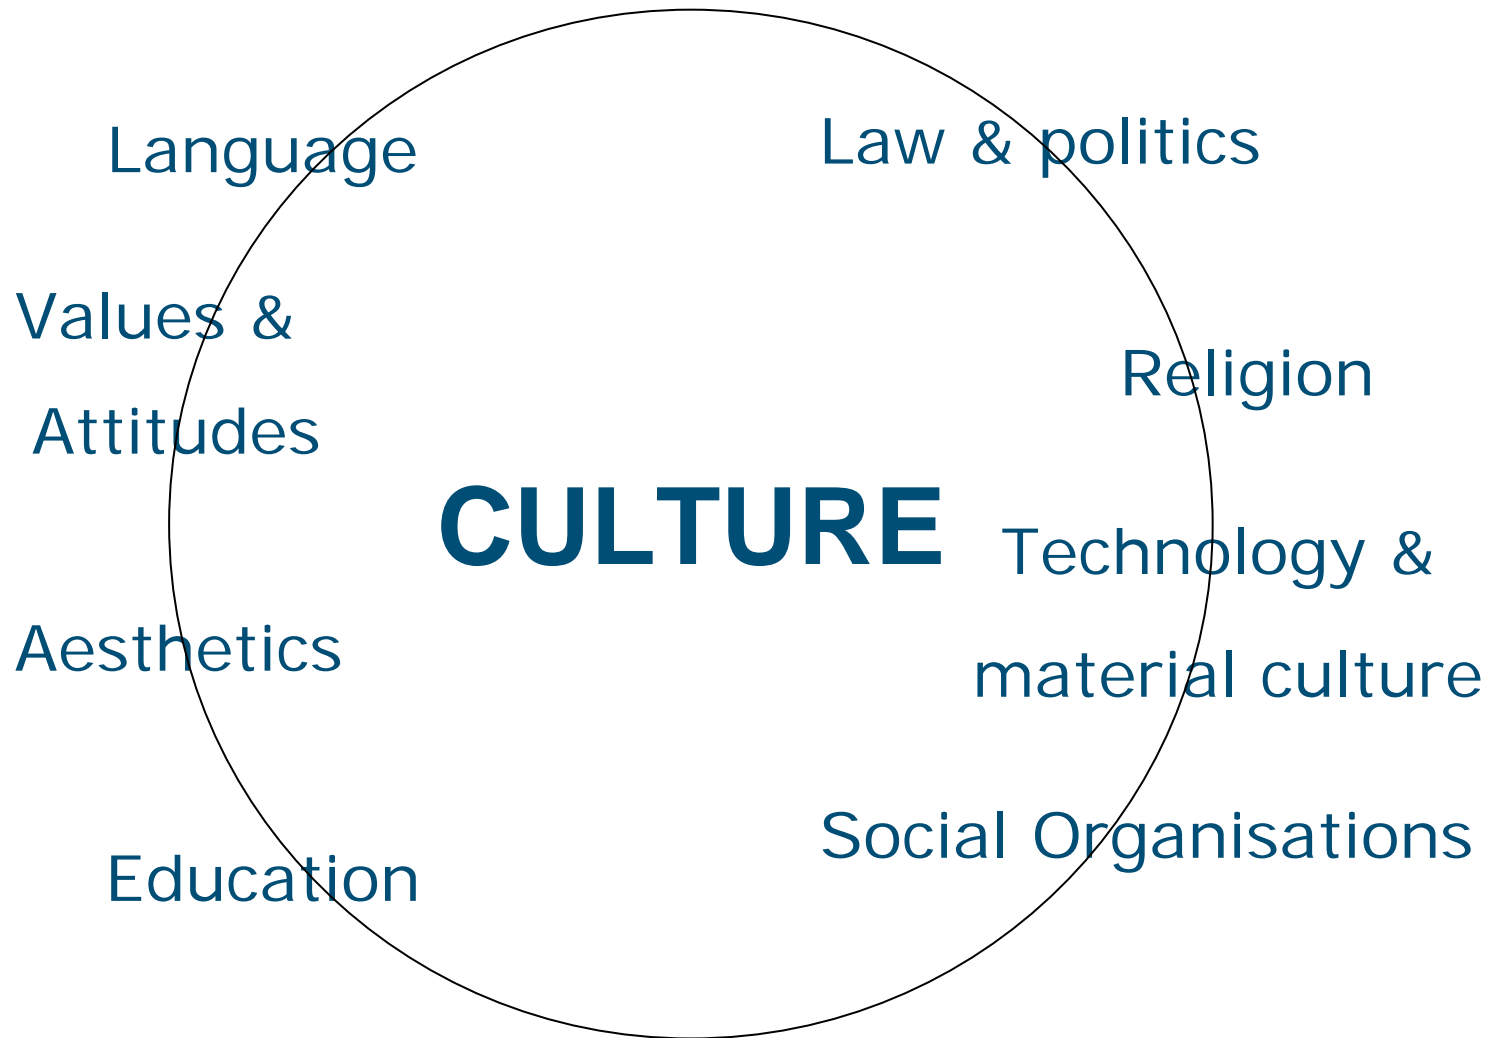 Language
Law & politics
Values &
Attitudes
Religion
CULTURE
Technology &
material culture
Aesthetics
Social Organisations
Education